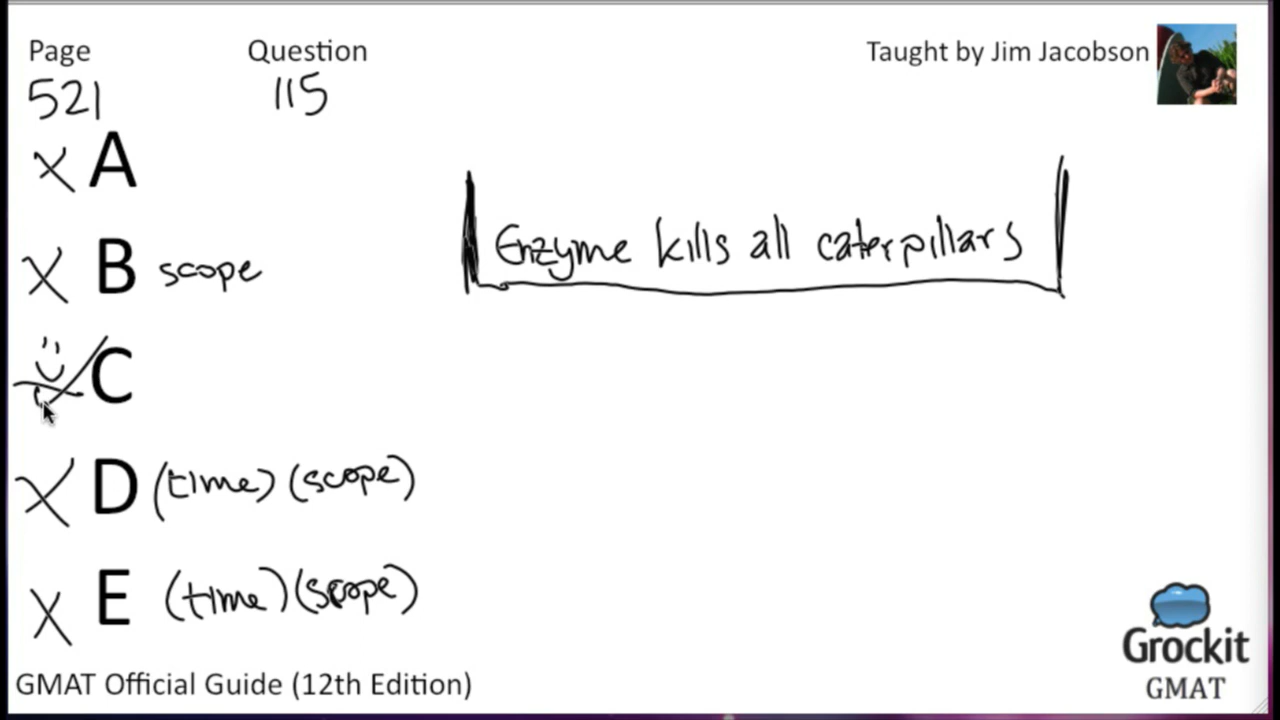 Page Question Taught by Jim Jacobson
521 115
X A
Enzyme kills all caterpillars
X B scope
C
X D (time) (scope)
X E (time) (scope)
Grockit
GMAT
GMAT Official Guide (12th Edition)